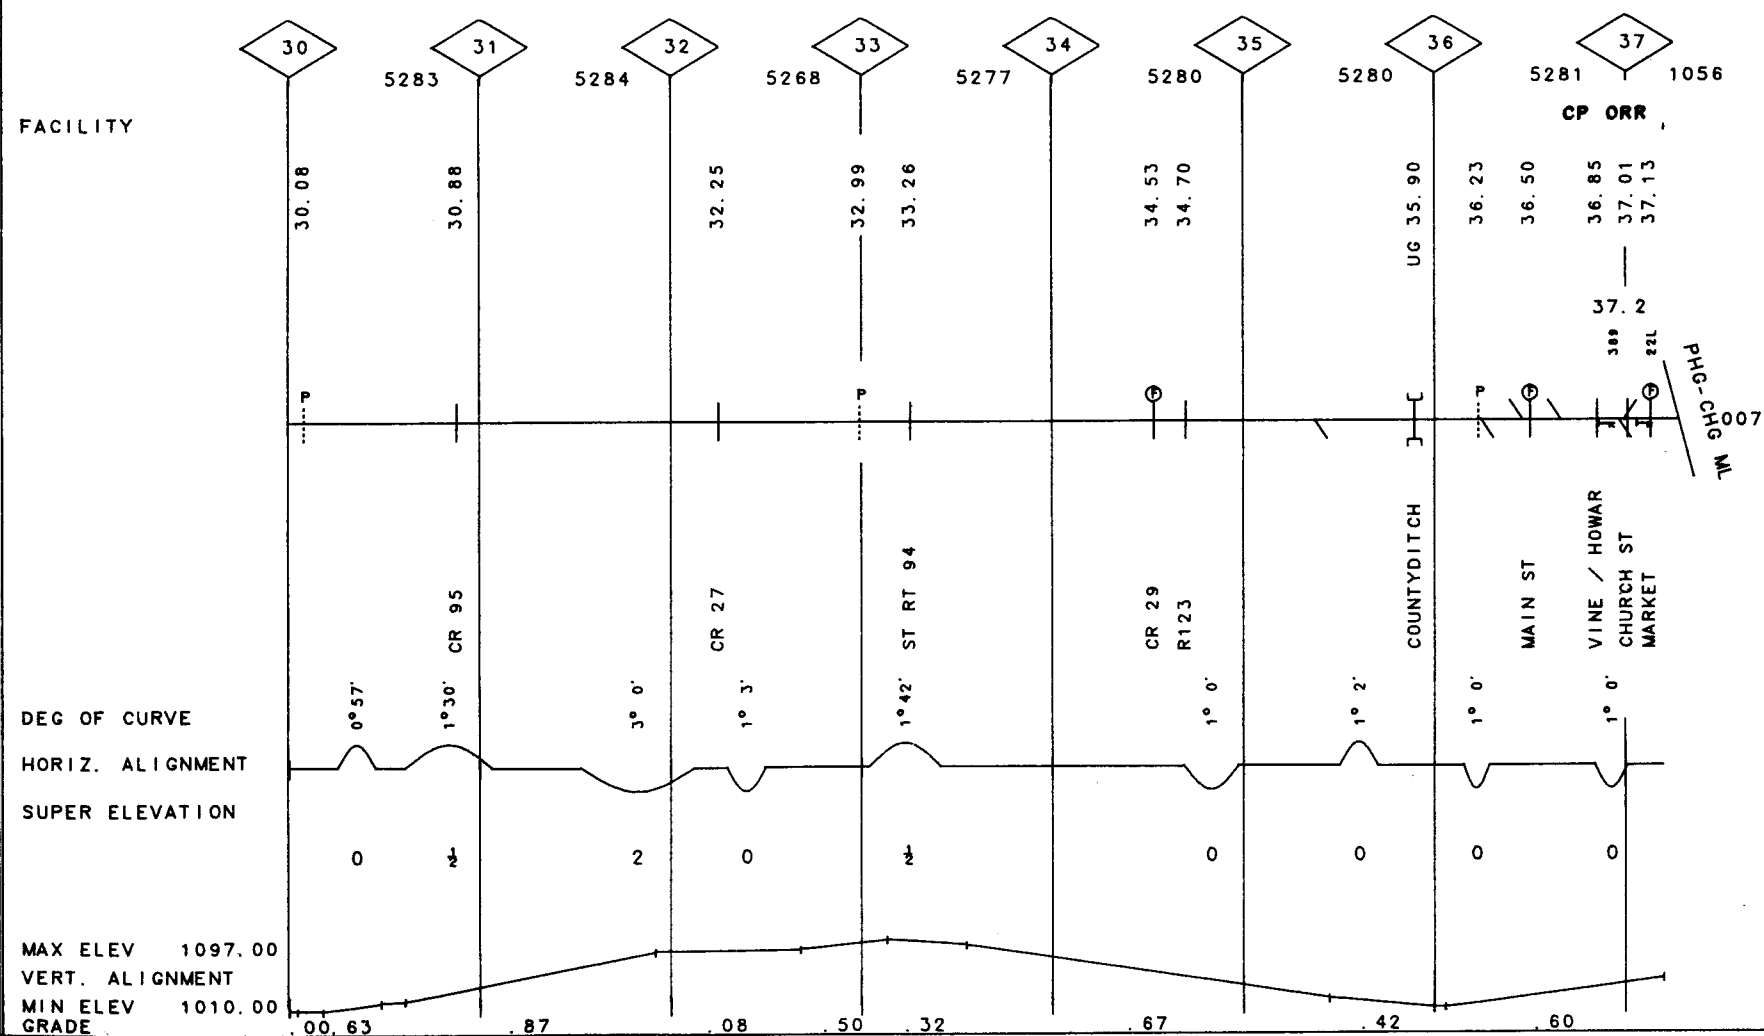 30 31 32 33 34 35 36 37
5283 5284 5268 5277 5280 5280 5281 1056
CP ORR
FACILITY
30.08
30.88
32.25
32.99
33.26
34.53
34.70
UG 35.90
36.23
36.50
36.85
37.01
37.13
37.2
389
22L
P
P
F
P
F
F
PHG-CHG ML
007
CR 95
CR 27
ST RT 94
CR 29
R123
COUNTYDITCH
MAIN ST
VINE / HOWAR
CHURCH ST
MARKET
DEG OF CURVE
0°57'
1°30'
3° 0'
1° 3'
1°42'
1° 0'
1° 2'
1° 0'
1° 0'
HORIZ. ALIGNMENT
SUPER ELEVATION
0 ½ 2 0 ½ 0 0 0 0
MAX ELEV 1097.00
VERT. ALIGNMENT
MIN ELEV 1010.00
GRADE .00 .63 .87 .08 .50 .32 .67 .42 .60